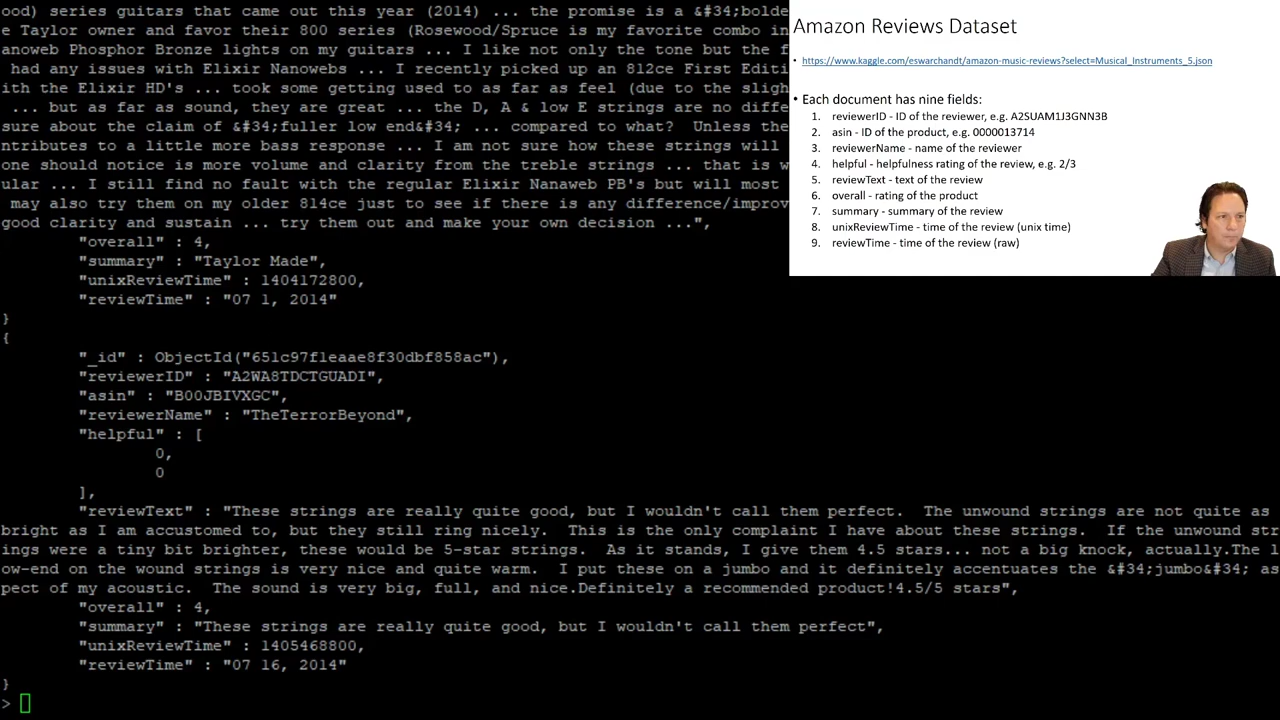 ood) series guitars that came out this year (2014) ... the promise is a &#34;bolde
e Taylor owner and favor their 800 series (Rosewood/Spruce is my favorite combo in
anoweb Phosphor Bronze lights on my guitars ... I like not only the tone but the f
 had any issues with Elixir Nanowebs ... I recently picked up an 812ce First Editi
ith the Elixir HD's ... took some getting used to as far as feel (due to the sligh
 ... but as far as sound, they are great ... the D, A & low E strings are no diffe
sure about the claim of &#34;fuller low end&#34; ... compared to what?  Unless the
ntributes to a little more bass response ... I am not sure how these strings will
one should notice is more volume and clarity from the treble strings ... that is w
ular ... I still find no fault with the regular Elixir Nanaweb PB's but will most
 may also try them on my older 814ce just to see if there is any difference/improv
good clarity and sustain ... try them out and make your own decision ...",
"overall" : 4,
"summary" : "Taylor Made",
"unixReviewTime" : 1404172800,
"reviewTime" : "07 1, 2014"
}
{
"_id" : ObjectId("651c97f1eaae8f30dbf858ac"),
"reviewerID" : "A2WA8TDCTGUADI",
"asin" : "B00JBIVXGC",
"reviewerName" : "TheTerrorBeyond",
"helpful" : [
0,
0
],
"reviewText" : "These strings are really quite good, but I wouldn't call them perfect.  The unwound strings are not quite as
bright as I am accustomed to, but they still ring nicely.  This is the only complaint I have about these strings.  If the unwound str
ings were a tiny bit brighter, these would be 5-star strings.  As it stands, I give them 4.5 stars... not a big knock, actually.The l
ow-end on the wound strings is very nice and quite warm.  I put these on a jumbo and it definitely accentuates the &#34;jumbo&#34; as
pect of my acoustic.  The sound is very big, full, and nice.Definitely a recommended product!4.5/5 stars",
"overall" : 4,
"summary" : "These strings are really quite good, but I wouldn't call them perfect",
"unixReviewTime" : 1405468800,
"reviewTime" : "07 16, 2014"
}
>
Amazon Reviews Dataset
• https://www.kaggle.com/eswarchandt/amazon-music-reviews?select=Musical_Instruments_5.json
• Each document has nine fields:
1. reviewerID - ID of the reviewer, e.g. A2SUAM1J3GNN3B
2. asin - ID of the product, e.g. 0000013714
3. reviewerName - name of the reviewer
4. helpful - helpfulness rating of the review, e.g. 2/3
5. reviewText - text of the review
6. overall - rating of the product
7. summary - summary of the review
8. unixReviewTime - time of the review (unix time)
9. reviewTime - time of the review (raw)